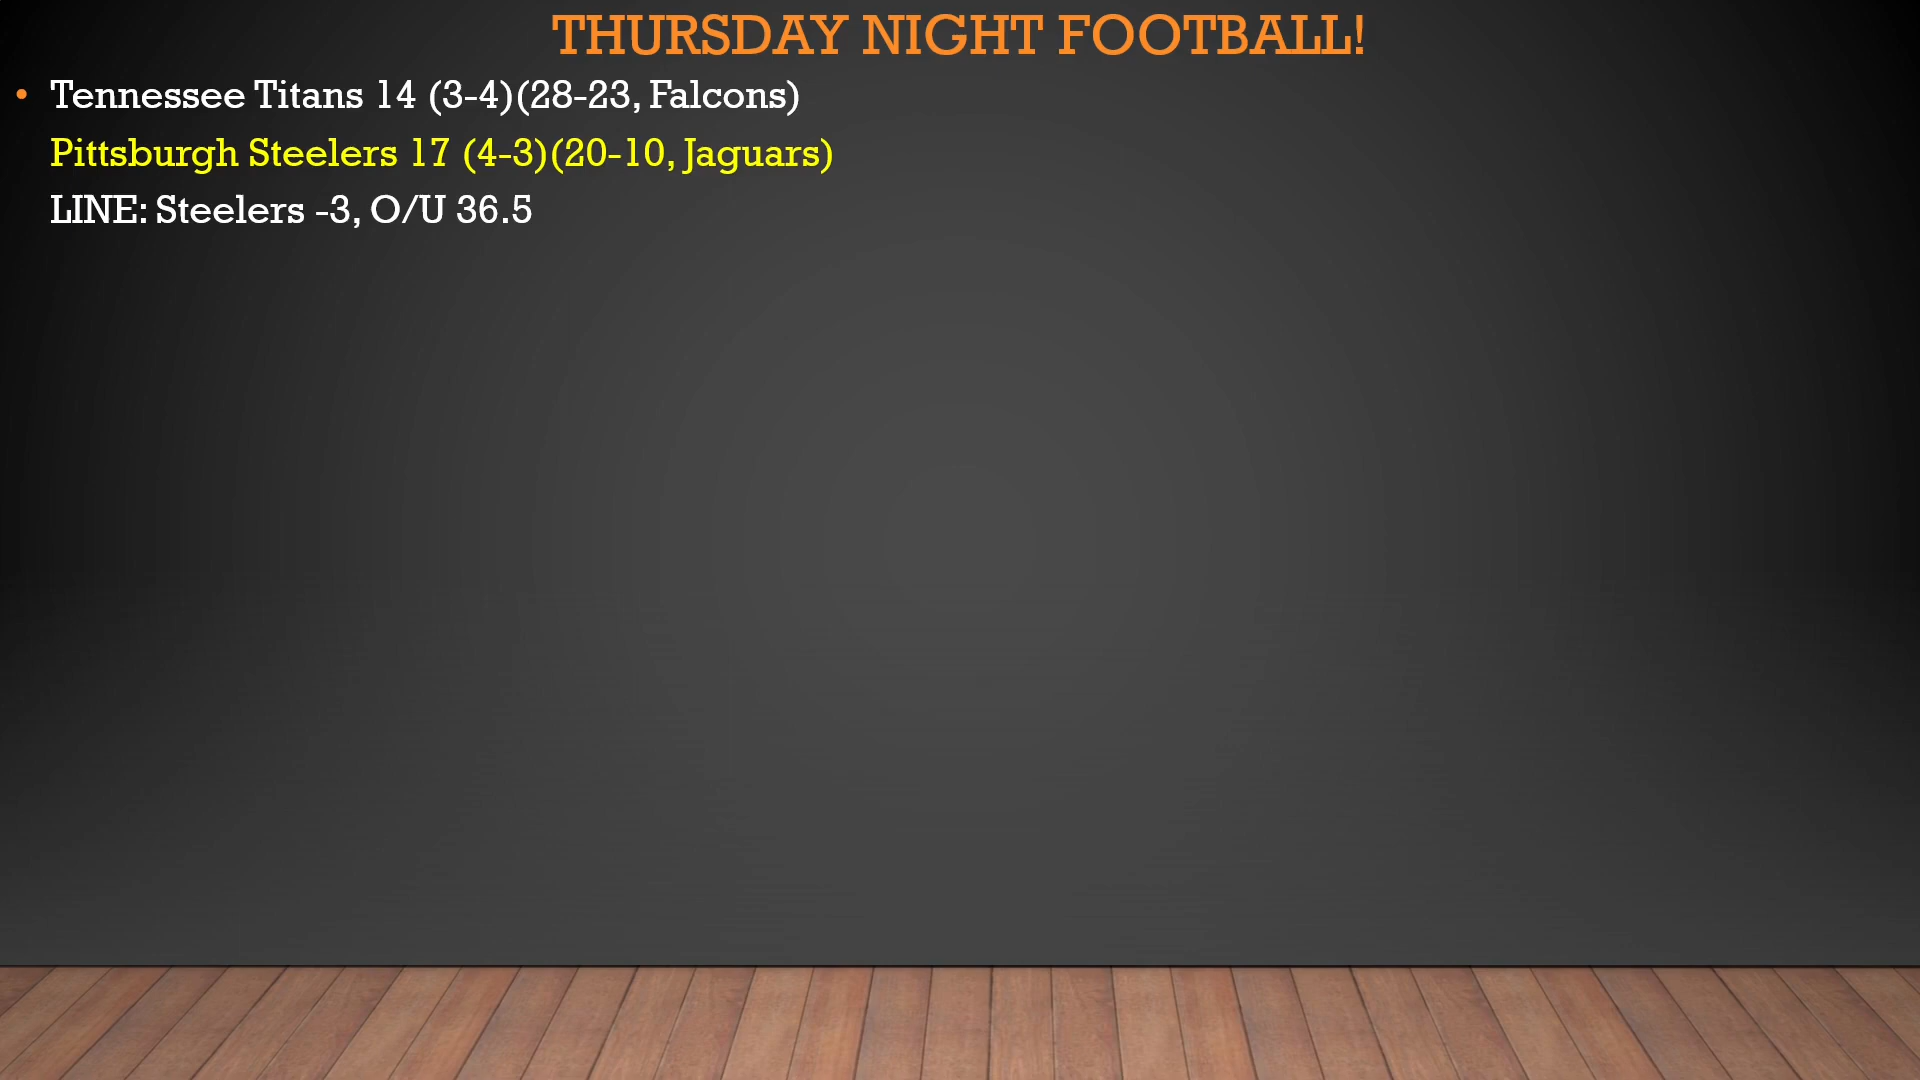 THURSDAY NIGHT FOOTBALL!
• Tennessee Titans 14 (3-4)(28-23, Falcons)
Pittsburgh Steelers 17 (4-3)(20-10, Jaguars)
LINE: Steelers -3, O/U 36.5